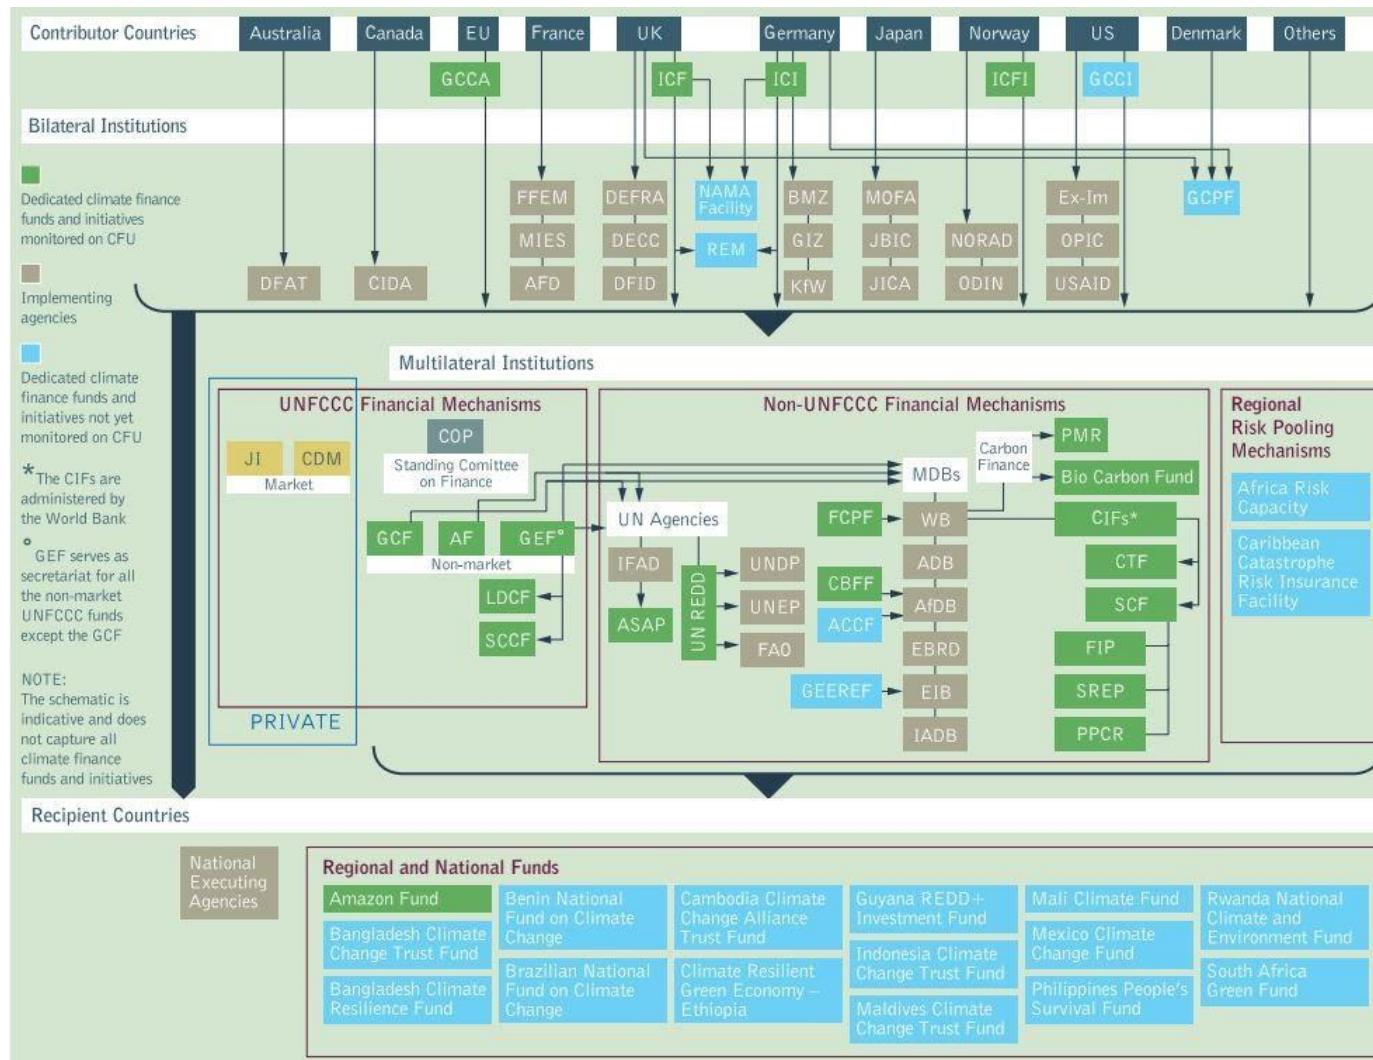 Contributor Countries
Australia
Canada
EU
France
UK
Germany
Japan
Norway
US
Denmark
Others
GCCA
ICF
ICI
ICFI
GCCI
Bilateral Institutions
Dedicated climate finance
funds and initiatives
monitored on CFU
Implementing
agencies
Dedicated climate
finance funds and
initiatives not yet
monitored on CFU
*The CIFs are
administered by
the World Bank
° GEF serves as
secretariat for all
the non-market
UNFCCC funds
except the GCF
NOTE:
The schematic is
indicative and does
not capture all
climate finance
funds and initiatives
DFAT
CIDA
FFEM
MIES
AFD
DEFRA
DECC
DFID
NAMA
Facility
REM
BMZ
GIZ
KfW
MOFA
JBIC
JICA
NORAD
ODIN
Ex-Im
OPIC
USAID
GCPF
Multilateral Institutions
UNFCCC Financial Mechanisms
COP
Standing Comittee
on Finance
JI
CDM
Market
GCF
AF
GEF°
Non-market
LDCF
SCCF
PRIVATE
Non-UNFCCC Financial Mechanisms
UN Agencies
IFAD
ASAP
UN REDD
UNDP
UNEP
FAO
MDBs
FCPF
CBFF
ACCF
GEEREF
WB
ADB
AfDB
EBRD
EIB
IADB
Carbon
Finance
PMR
Bio Carbon Fund
CIFs*
CTF
SCF
FIP
SREP
PPCR
Regional
Risk Pooling
Mechanisms
Africa Risk
Capacity
Caribbean
Catastrophe
Risk Insurance
Facility
Recipient Countries
National
Executing
Agencies
Regional and National Funds
Amazon Fund
Bangladesh Climate
Change Trust Fund
Bangladesh Climate
Resilience Fund
Benin National
Fund on Climate
Change
Brazilian National
Fund on Climate
Change
Cambodia Climate
Change Alliance
Trust Fund
Climate Resilient
Green Economy –
Ethiopia
Guyana REDD+
Investment Fund
Indonesia Climate
Change Trust Fund
Maldives Climate
Change Trust Fund
Mali Climate Fund
Mexico Climate
Change Fund
Philippines People's
Survival Fund
Rwanda National
Climate and
Environment Fund
South Africa
Green Fund